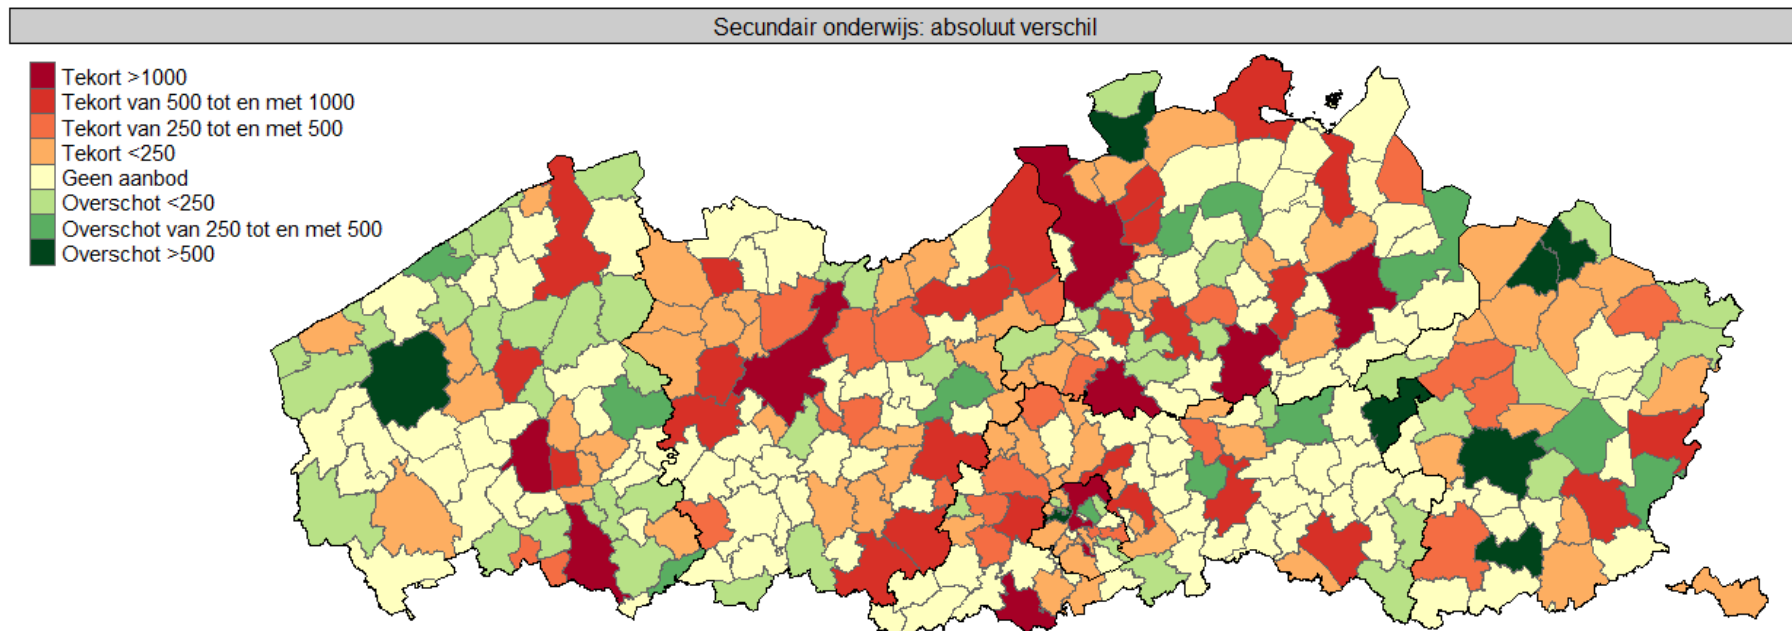 Secundair onderwijs: absoluut verschil
Tekort >1000
Tekort van 500 tot en met 1000
Tekort van 250 tot en met 500
Tekort <250
Geen aanbod
Overschot <250
Overschot van 250 tot en met 500
Overschot >500